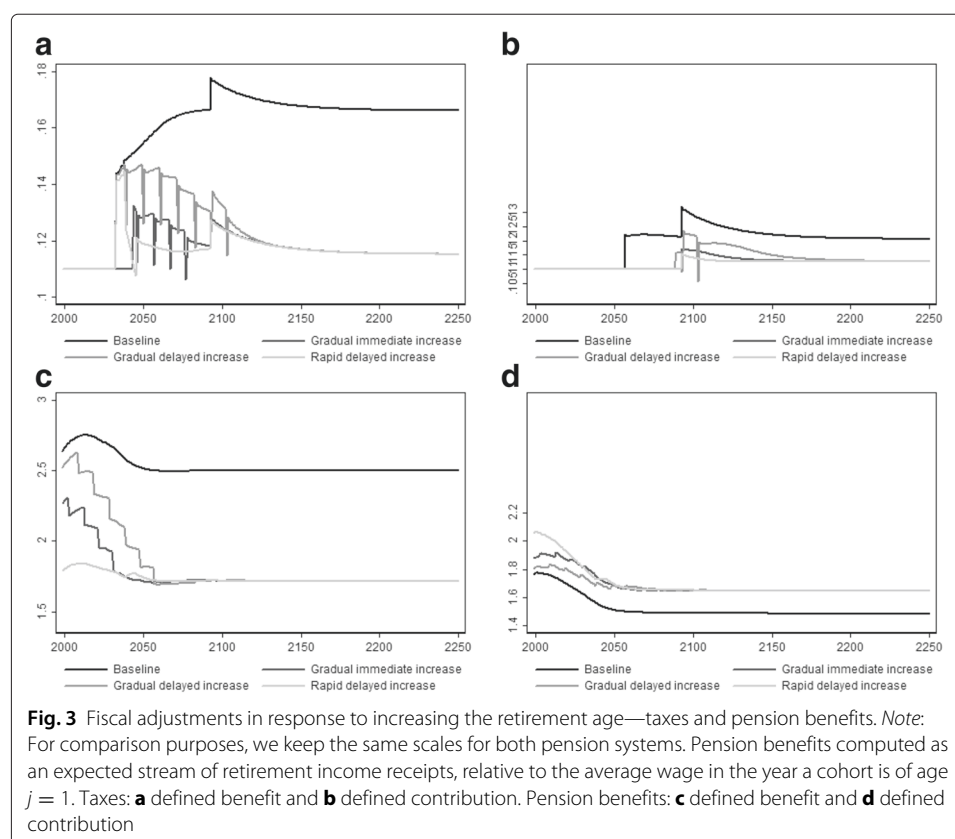 a
b
.18
.16
.14
.12
.1
2000 2050 2100 2150 2200 2250
Baseline
Gradual immediate increase
Gradual delayed increase
Rapid delayed increase
.105.11.115.12.125.13
2000 2050 2100 2150 2200 2250
Baseline
Gradual immediate increase
Gradual delayed increase
Rapid delayed increase
c
d
3
2.5
2
1.5
2000 2050 2100 2150 2200 2250
Baseline
Gradual immediate increase
Gradual delayed increase
Rapid delayed increase
2.2
2
1.8
1.6
1.4
2000 2050 2100 2150 2200 2250
Baseline
Gradual immediate increase
Gradual delayed increase
Rapid delayed increase
Fig. 3 Fiscal adjustments in response to increasing the retirement age—taxes and pension benefits. Note:
For comparison purposes, we keep the same scales for both pension systems. Pension benefits computed as
an expected stream of retirement income receipts, relative to the average wage in the year a cohort is of age
j = 1. Taxes: a defined benefit and b defined contribution. Pension benefits: c defined benefit and d defined
contribution